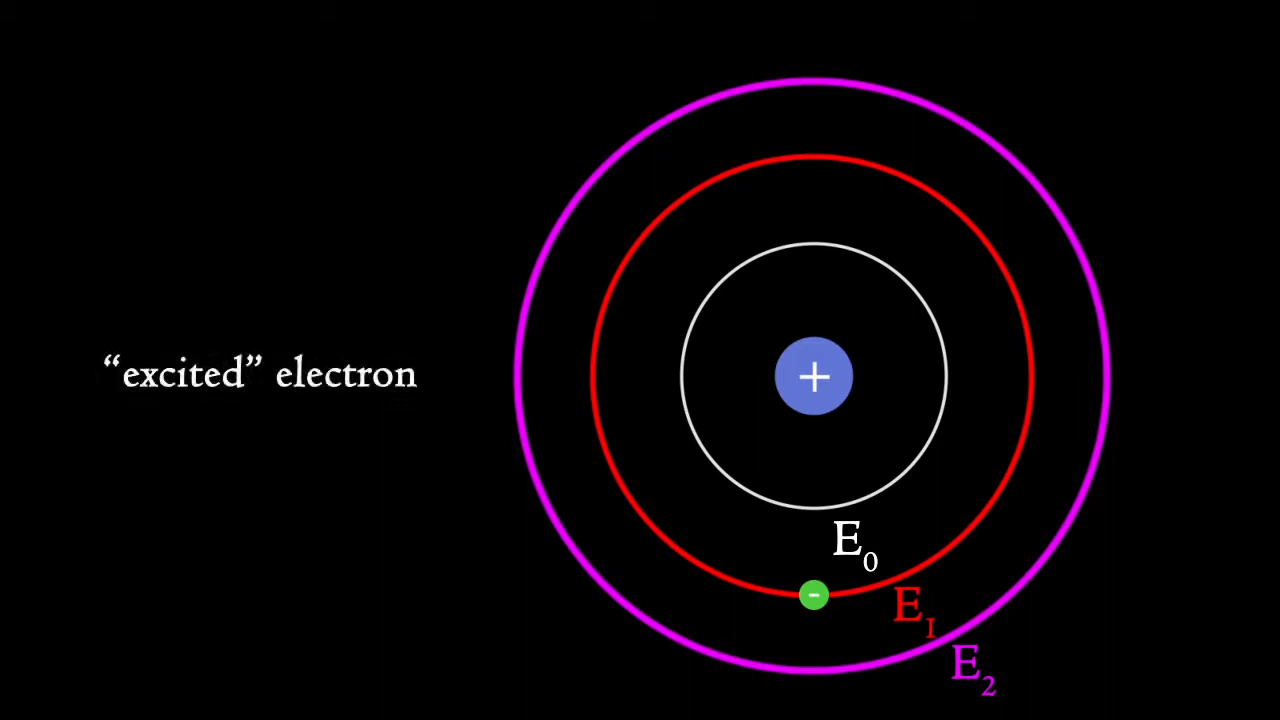 “excited” electron
+
E₀
-
E₁
E₂